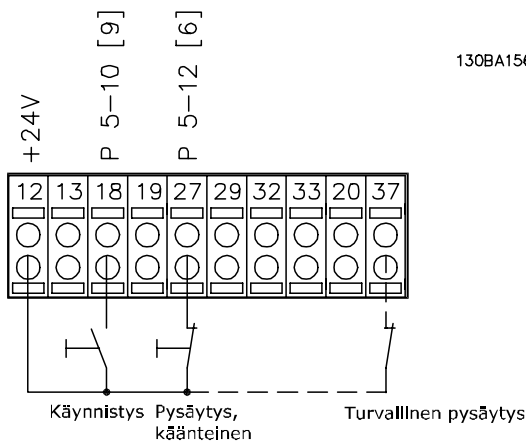 P 5-10 [9]
P 5-12 [6]
+24V
130BA156
12 13 18 19 27 29 32 33 20 37
Käynnistys
Pysäytys,
käänteinen
Turvallinen pysäytys